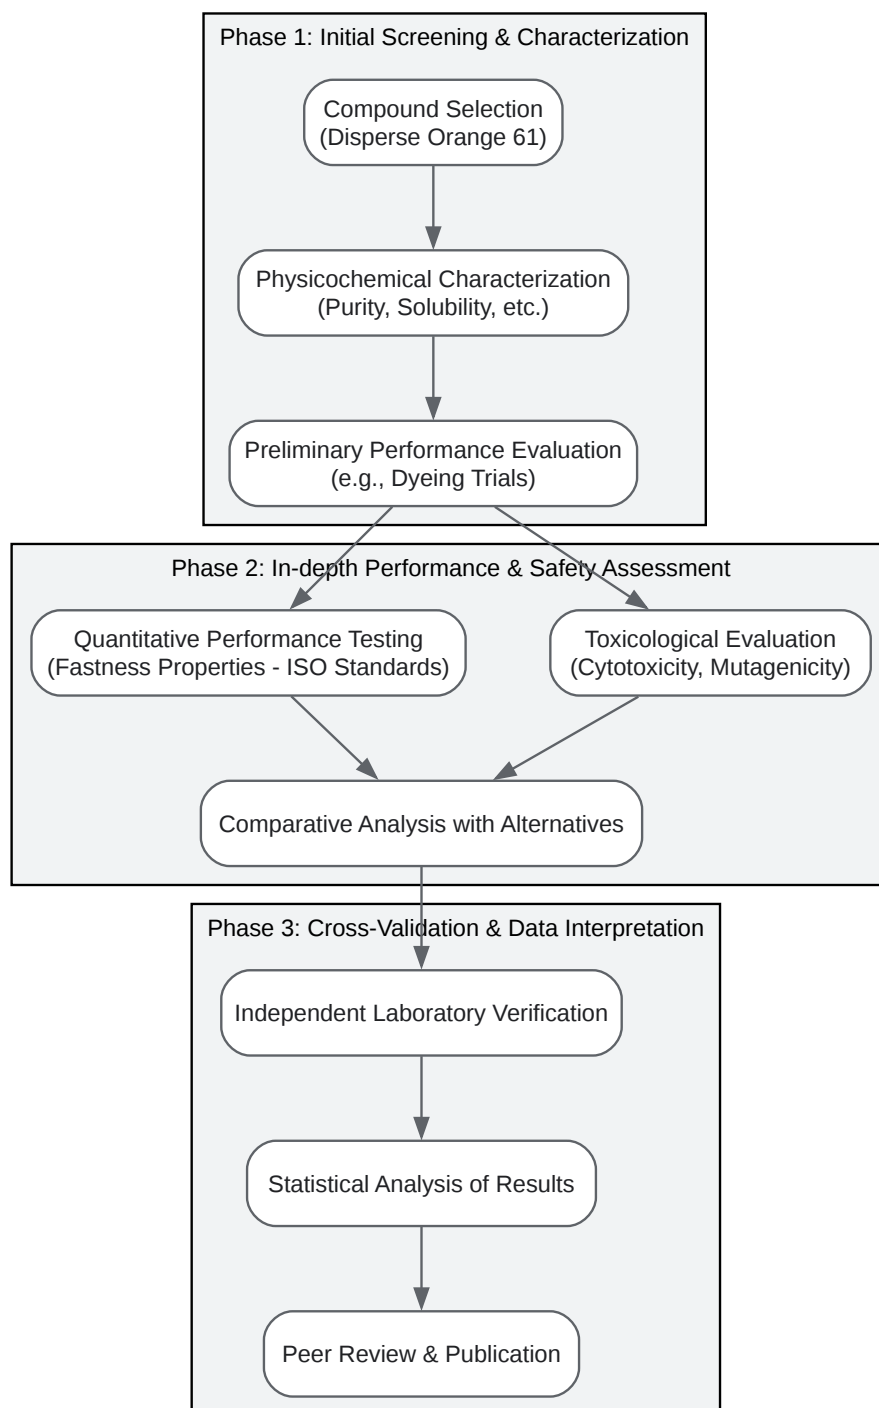 Phase 1: Initial Screening & Characterization
Compound Selection
(Disperse Orange 61)
Physicochemical Characterization
(Purity, Solubility, etc.)
Preliminary Performance Evaluation
(e.g., Dyeing Trials)
Phase 2: In-depth Performance & Safety Assessment
Quantitative Performance Testing
(Fastness Properties - ISO Standards)
Toxicological Evaluation
(Cytotoxicity, Mutagenicity)
Comparative Analysis with Alternatives
Phase 3: Cross-Validation & Data Interpretation
Independent Laboratory Verification
Statistical Analysis of Results
Peer Review & Publication